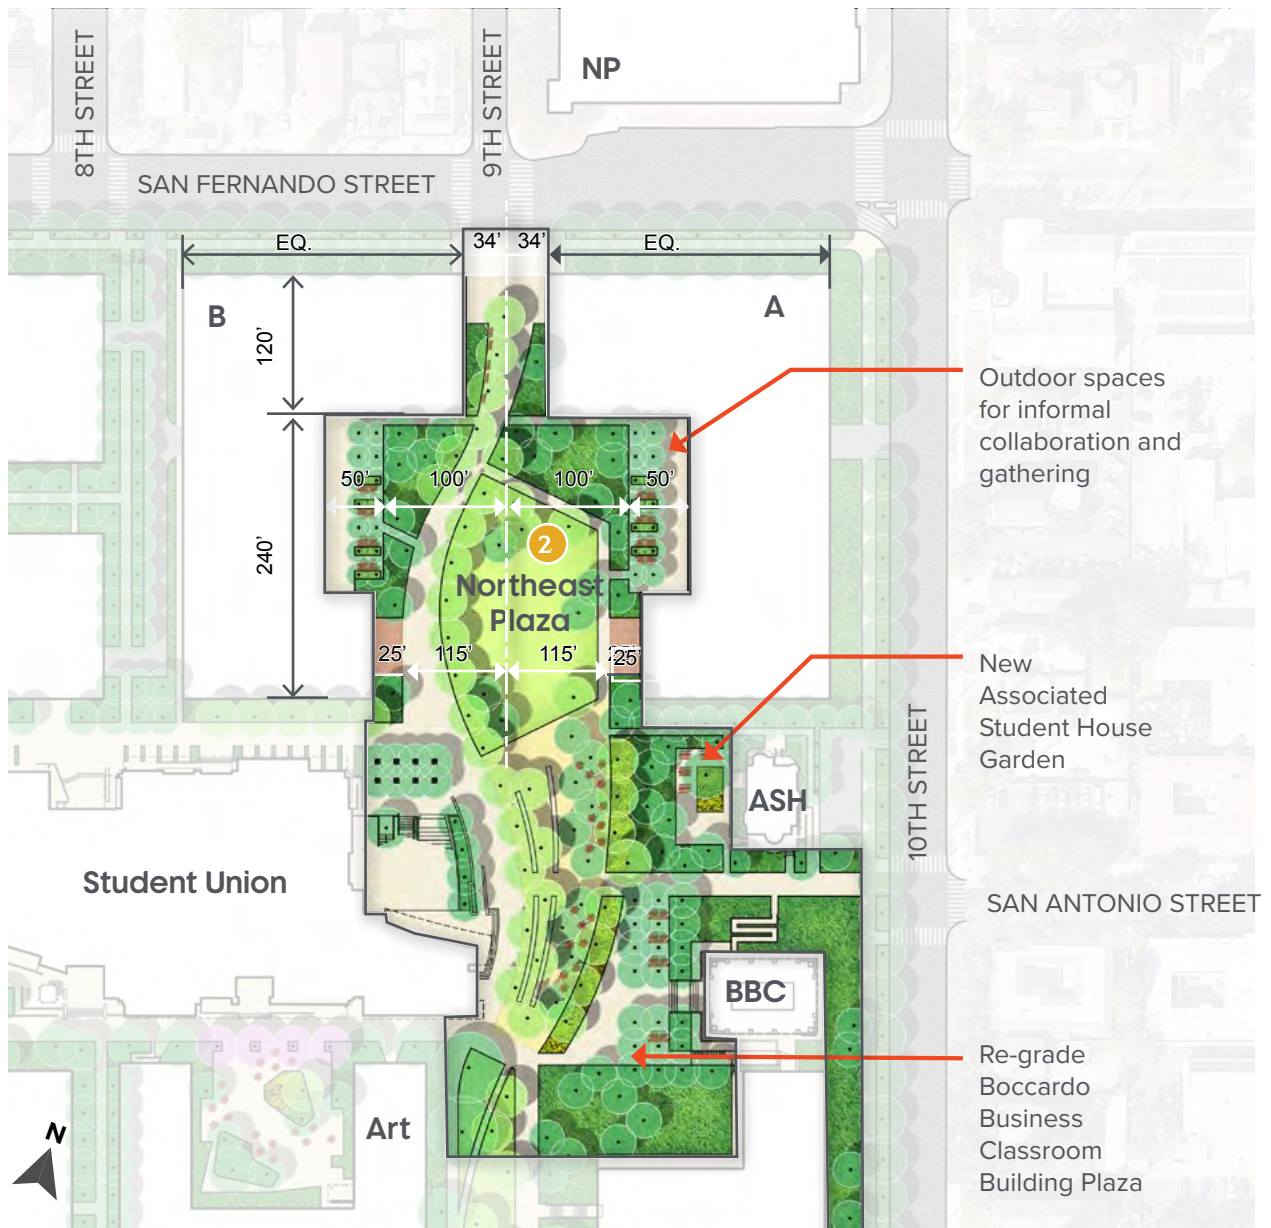 NP
8TH STREET
9TH STREET
SAN FERNANDO STREET
EQ.
34’ 34’
EQ.
B
A
120’
Outdoor spaces
for informal
collaboration and
gathering
50’
100’
100’
50’
240’
2
Northeast
Plaza
25’
115’
115’
25’
New
Associated
Student House
Garden
10TH STREET
ASH
Student Union
SAN ANTONIO STREET
BBC
Re-grade
Boccardo
Business
Classroom
Building Plaza
Art
N